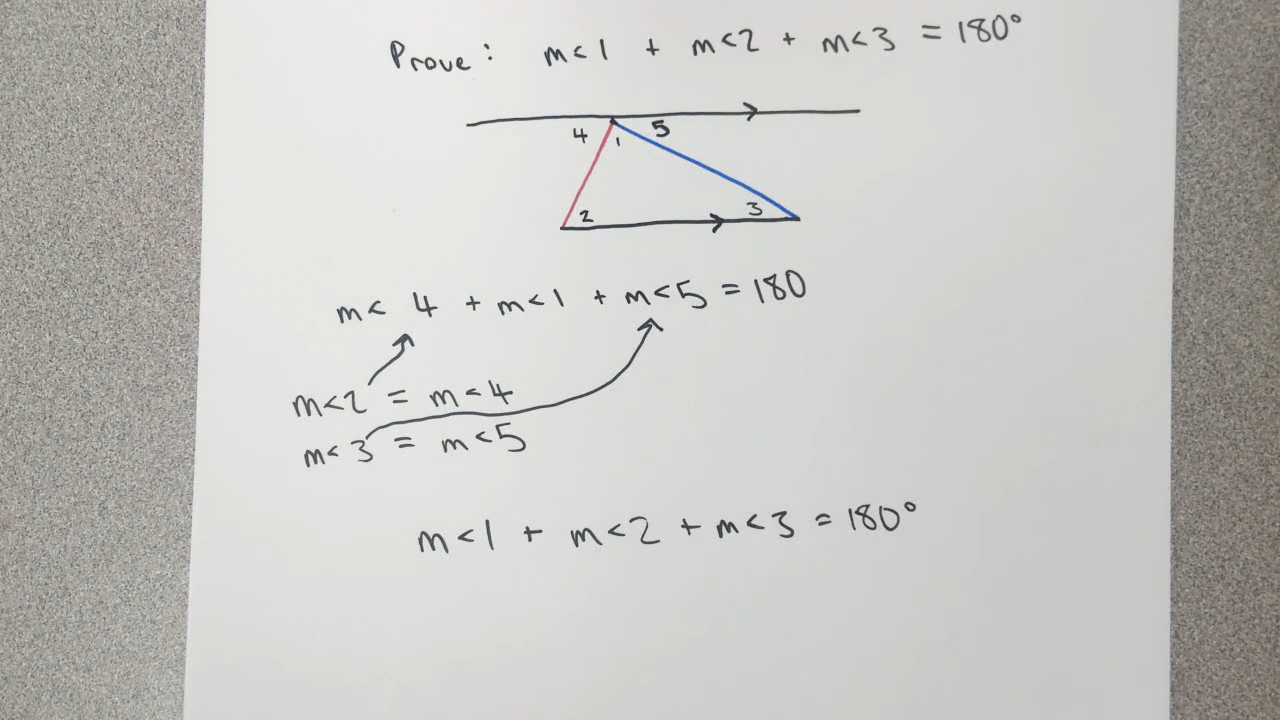 Prove: m<1 + m<2 + m<3 = 180°
4 1 5
2 3
m<4 + m<1 + m<5 = 180
m<2 = m<4
m<3 = m<5
m<1 + m<2 + m<3 = 180°